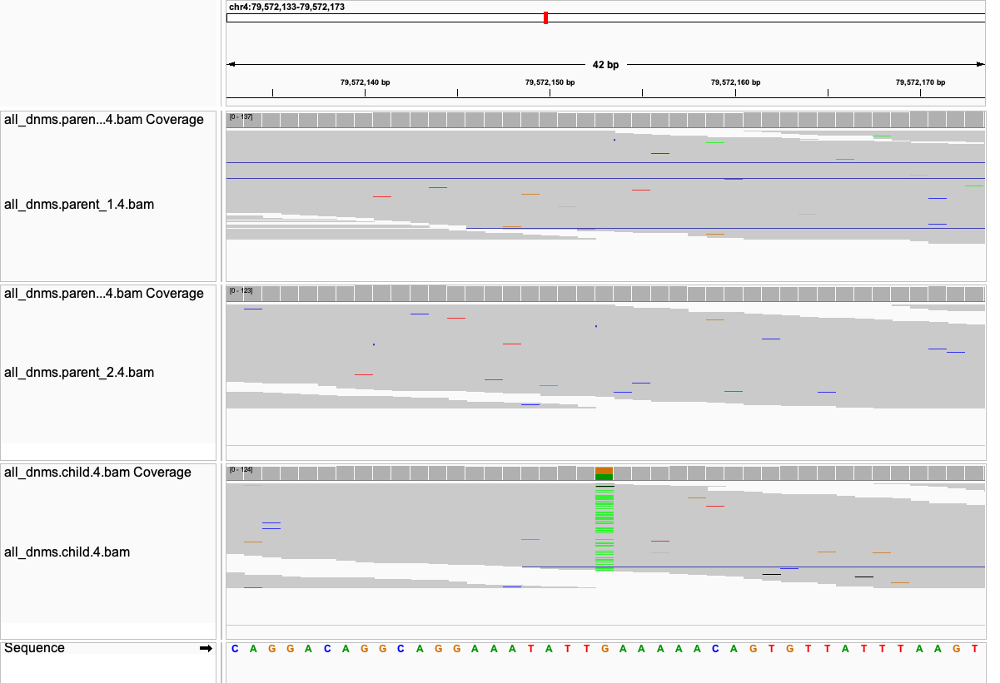 chr4:79,572,133-79,572,173
42 bp
79,572,140 bp 79,572,150 bp 79,572,160 bp 79,572,170 bp
all_dnms.paren...4.bam Coverage
[0 - 137]
all_dnms.parent_1.4.bam
all_dnms.paren...4.bam Coverage
[0 - 123]
all_dnms.parent_2.4.bam
all_dnms.child.4.bam Coverage
[0 - 124]
all_dnms.child.4.bam
Sequence C A G G A C A G G C A G G A A A T A T T G A A A A A C A G T G T T A T T T A A G T